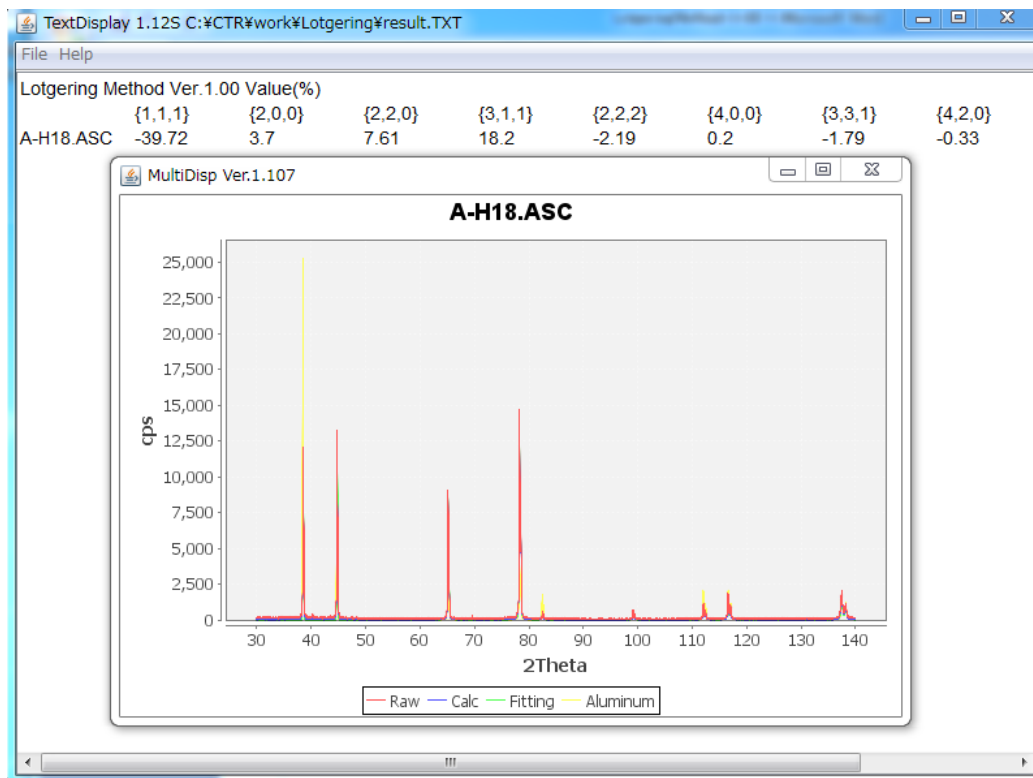 TextDisplay 1.12S C:¥CTR¥work¥Lotgering¥result.TXT
File Help
Lotgering Method Ver.1.00 Value(%)
{1,1,1} {2,0,0} {2,2,0} {3,1,1} {2,2,2} {4,0,0} {3,3,1} {4,2,0}
A-H18.ASC -39.72 3.7 7.61 18.2 -2.19 0.2 -1.79 -0.33
MultiDisp Ver.1.107
A-H18.ASC
cps
25,000
22,500
20,000
17,500
15,000
12,500
10,000
7,500
5,000
2,500
0
30 40 50 60 70 80 90 100 110 120 130 140
2Theta
Raw Calc Fitting Aluminum